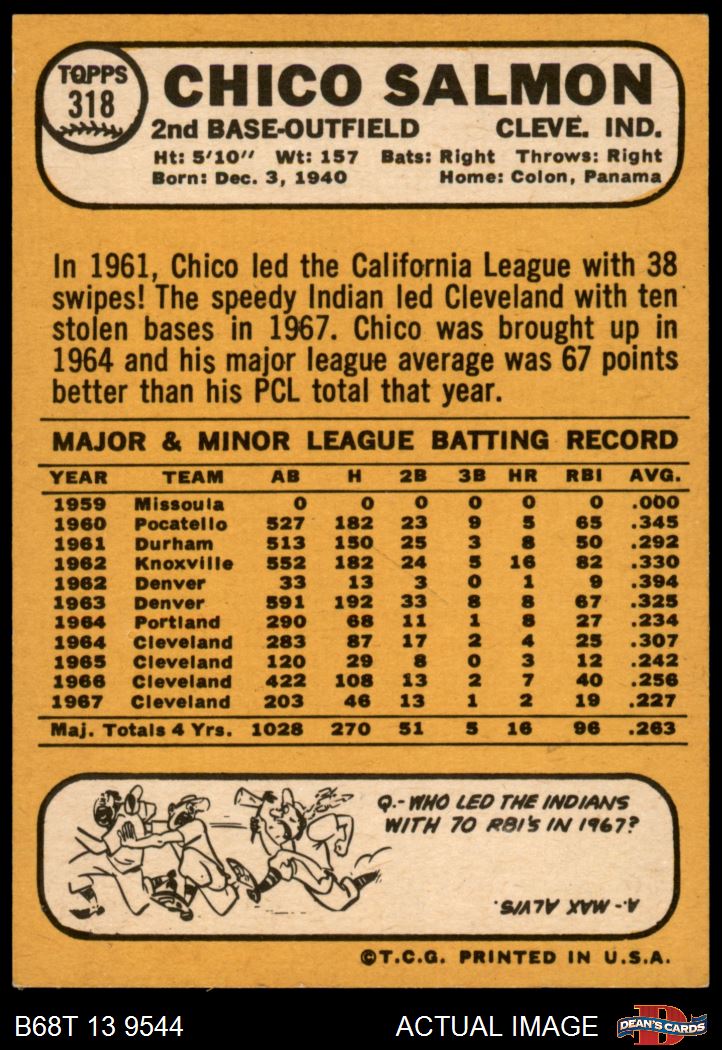 TOPPS
318
CHICO SALMON
2nd BASE-OUTFIELD CLEVE. IND.
Ht: 5'10" Wt: 157 Bats: Right Throws: Right
Born: Dec. 3, 1940 Home: Colon, Panama
In 1961, Chico led the California League with 38
swipes! The speedy Indian led Cleveland with ten
stolen bases in 1967. Chico was brought up in
1964 and his major league average was 67 points
better than his PCL total that year.
MAJOR & MINOR LEAGUE BATTING RECORD
YEAR TEAM AB H 2B 3B HR RBI AVG.
1959 Missoula 0 0 0 0 0 0 .000
1960 Pocatello 527 182 23 9 5 65 .345
1961 Durham 513 150 25 3 8 50 .292
1962 Knoxville 552 182 24 5 16 82 .330
1962 Denver 33 13 3 0 1 9 .394
1963 Denver 591 192 33 8 8 67 .325
1964 Portland 290 68 11 1 8 27 .234
1964 Cleveland 283 87 17 2 4 25 .307
1965 Cleveland 120 29 8 0 3 12 .242
1966 Cleveland 422 108 13 2 7 40 .256
1967 Cleveland 203 46 13 1 2 19 .227
Maj. Totals 4 Yrs. 1028 270 51 5 16 96 .263
Q.-WHO LED THE INDIANS
WITH 70 RBI'S IN 1967?
A.- MAX ALVIS.
©T.C.G. PRINTED IN U.S.A.
B68T 13 9544 ACTUAL IMAGE DEAN'S CARDS